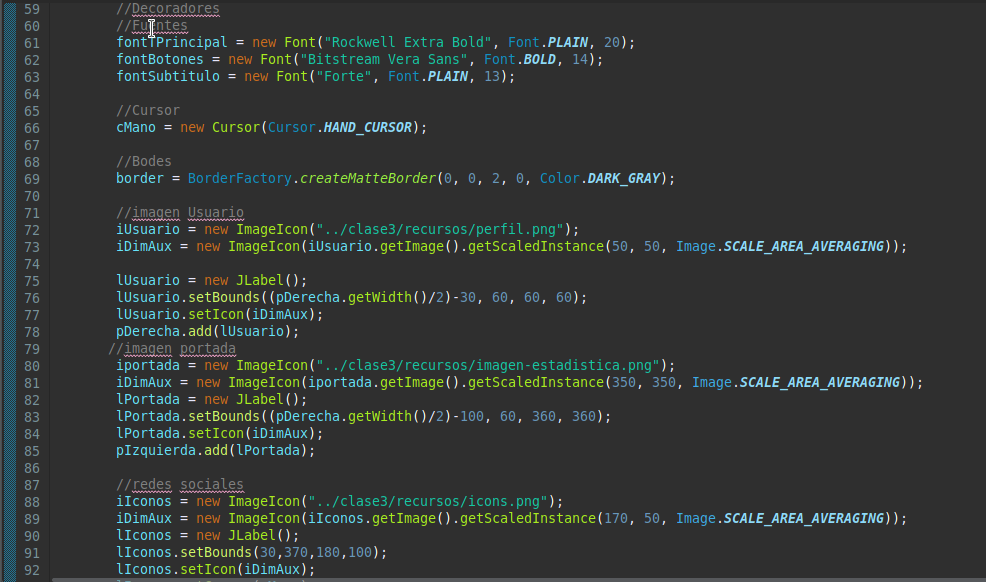 59 //Decoradores
60 //Fuentes
61 fontTPrincipal = new Font("Rockwell Extra Bold", Font.PLAIN, 20);
62 fontBotones = new Font("Bitstream Vera Sans", Font.BOLD, 14);
63 fontSubtitulo = new Font("Forte", Font.PLAIN, 13);
64
65 //Cursor
66 cMano = new Cursor(Cursor.HAND_CURSOR);
67
68 //Bodes
69 border = BorderFactory.createMatteBorder(0, 0, 2, 0, Color.DARK_GRAY);
70
71 //imagen Usuario
72 iUsuario = new ImageIcon("../clase3/recursos/perfil.png");
73 iDimAux = new ImageIcon(iUsuario.getImage().getScaledInstance(50, 50, Image.SCALE_AREA_AVERAGING));
74
75 lUsuario = new JLabel();
76 lUsuario.setBounds((pDerecha.getWidth()/2)-30, 60, 60, 60);
77 lUsuario.setIcon(iDimAux);
78 pDerecha.add(lUsuario);
79 //imagen portada
80 iportada = new ImageIcon("../clase3/recursos/imagen-estadistica.png");
81 iDimAux = new ImageIcon(iportada.getImage().getScaledInstance(350, 350, Image.SCALE_AREA_AVERAGING));
82 lPortada = new JLabel();
83 lPortada.setBounds((pDerecha.getWidth()/2)-100, 60, 360, 360);
84 lPortada.setIcon(iDimAux);
85 pIzquierda.add(lPortada);
86
87 //redes sociales
88 iIconos = new ImageIcon("../clase3/recursos/icons.png");
89 iDimAux = new ImageIcon(iIconos.getImage().getScaledInstance(170, 50, Image.SCALE_AREA_AVERAGING));
90 lIconos = new JLabel();
91 lIconos.setBounds(30,370,180,100);
92 lIconos.setIcon(iDimAux);